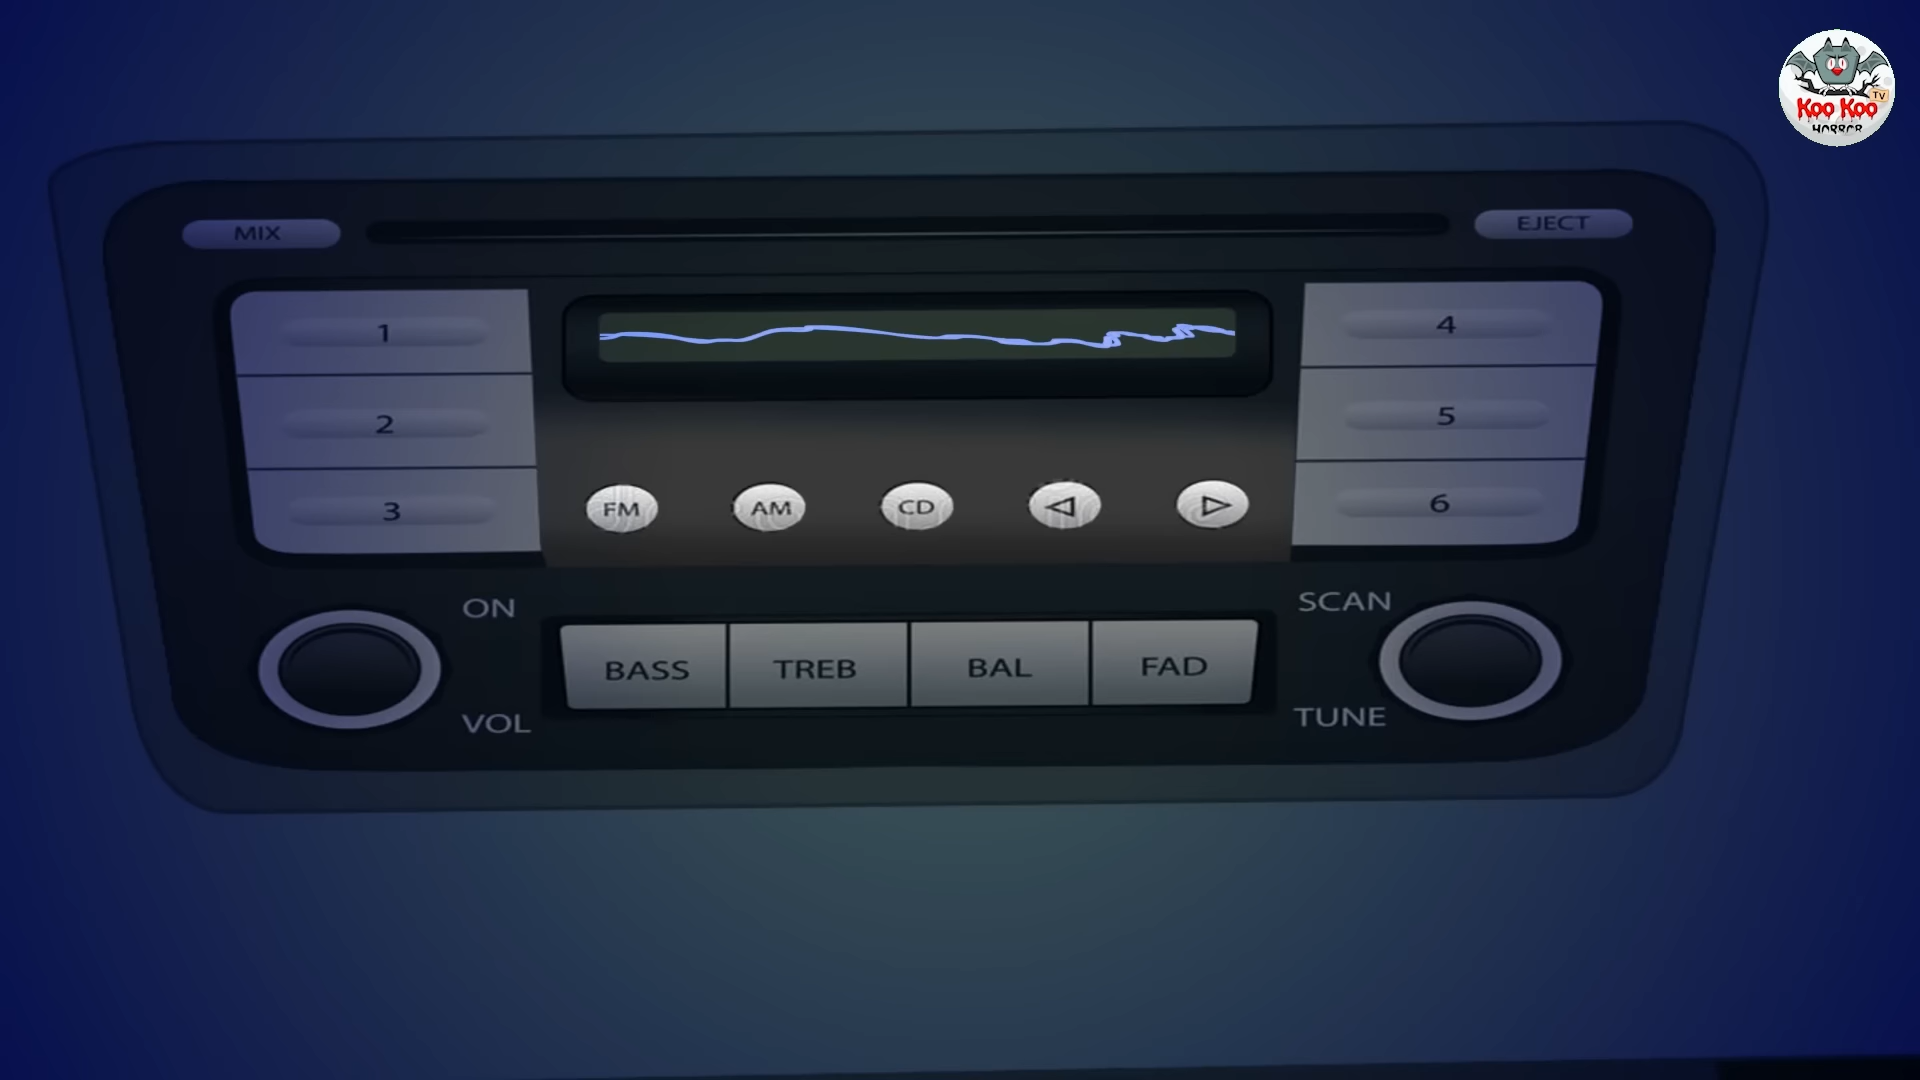 Koo Koo TV
HORROR
MIX
EJECT
1
4
2
5
3
FM
AM
CD
6
ON
SCAN
BASS
TREB
BAL
FAD
VOL
TUNE